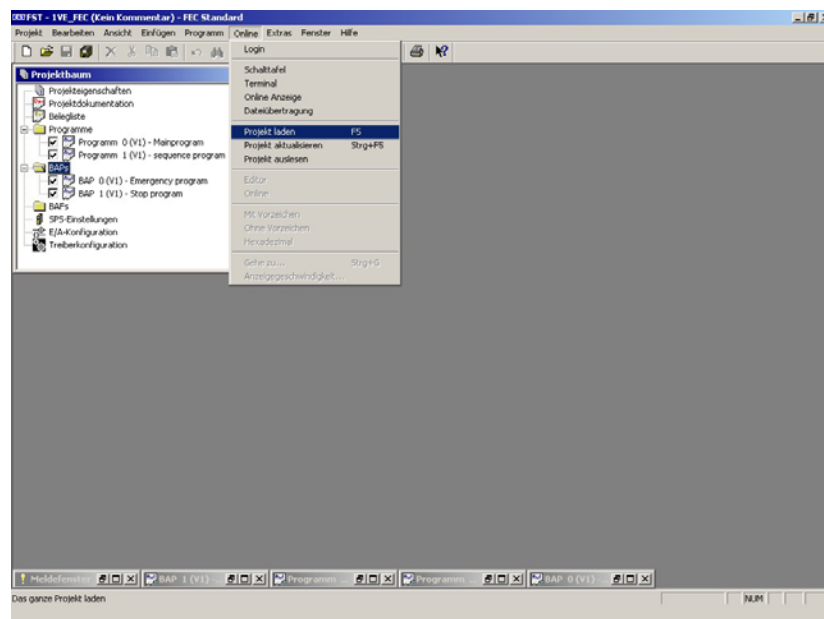 FST - 1VE_FEC (Kein Kommentar) - FEC Standard
Projekt Bearbeiten Ansicht Einfügen Programm Online Extras Fenster Hilfe
Projektbaum
Projekteigenschaften
Projektdokumentation
Belegliste
Programme
Programm 0 (V1) - Mainprogram
Programm 1 (V1) - sequence program
BAPs
BAP 0 (V1) - Emergency program
BAP 1 (V1) - Stop program
BAFs
SPS-Einstellungen
E/A-Konfiguration
Treiberkonfiguration
Login
Schalttafel
Terminal
Online Anzeige
Dateiübertragung
Projekt laden F5
Projekt aktualisieren Strg+F5
Projekt auslesen
Editor
Online
Mit Vorzeichen
Ohne Vorzeichen
Hexadezimal
Gehe zu... Strg+G
Anzeigegeschwindigkeit...
Meldefenster BAP 1 (V1) -... Programm ... Programm ... BAP 0 (V1) ...
Das ganze Projekt laden NUM